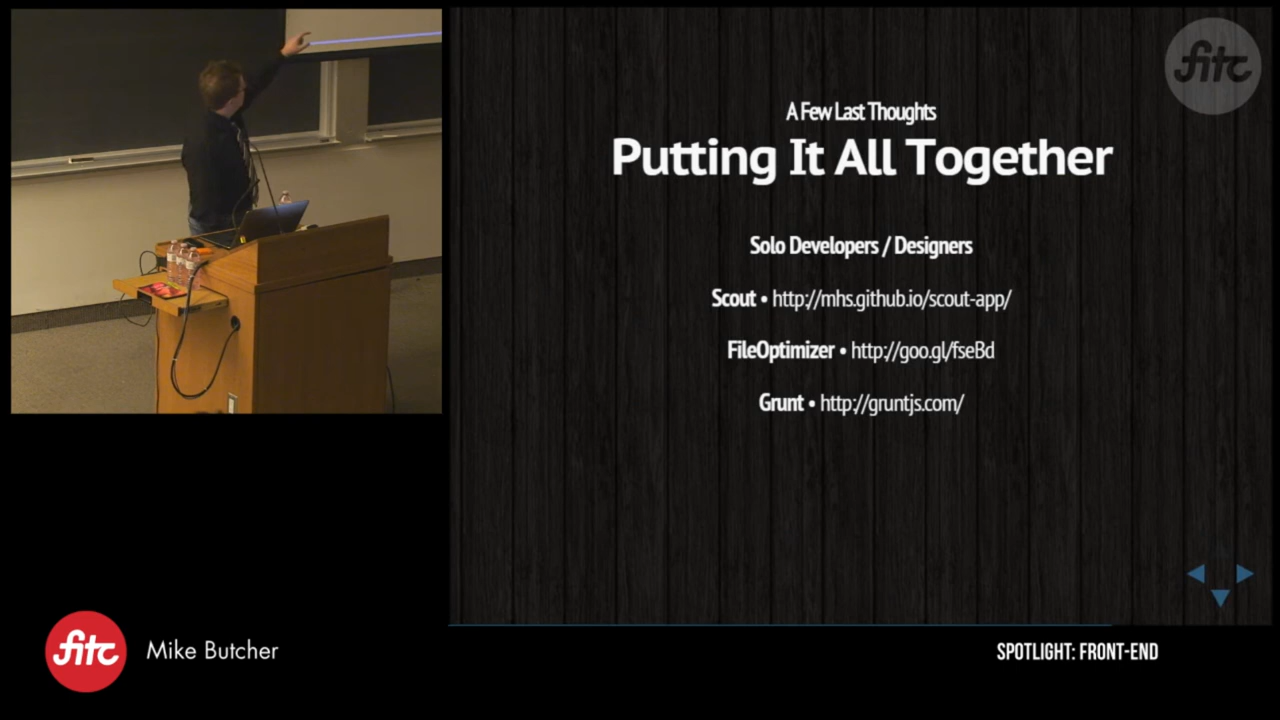 fitc
A Few Last Thoughts
Putting It All Together
Solo Developers / Designers
Scout • http://mhs.github.io/scout-app/
FileOptimizer • http://goo.gl/fseBd
Grunt • http://gruntjs.com/
fitc
Mike Butcher
SPOTLIGHT: FRONT-END